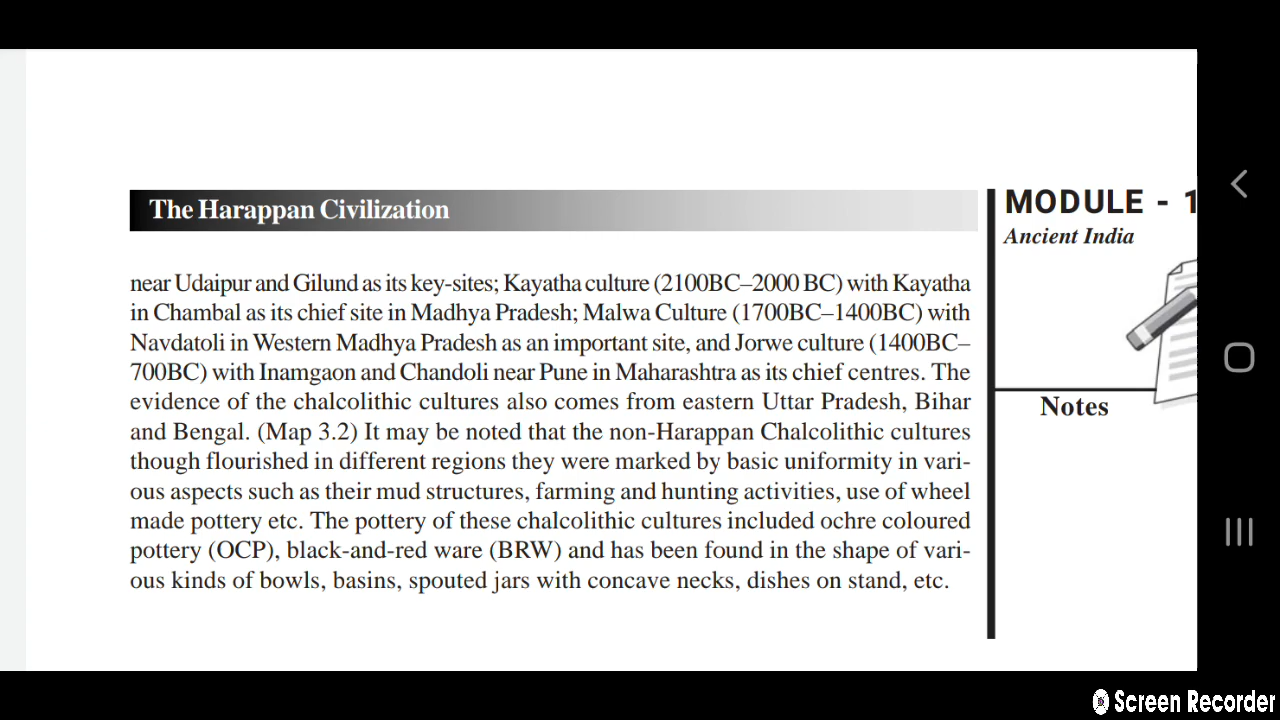 The Harappan Civilization
MODULE - 1
Ancient India
near Udaipur and Gilund as its key-sites; Kayatha culture (2100BC–2000 BC) with Kayatha
in Chambal as its chief site in Madhya Pradesh; Malwa Culture (1700BC–1400BC) with
Navdatoli in Western Madhya Pradesh as an important site, and Jorwe culture (1400BC–
700BC) with Inamgaon and Chandoli near Pune in Maharashtra as its chief centres. The
evidence of the chalcolithic cultures also comes from eastern Uttar Pradesh, Bihar
and Bengal. (Map 3.2) It may be noted that the non-Harappan Chalcolithic cultures
though flourished in different regions they were marked by basic uniformity in vari-
ous aspects such as their mud structures, farming and hunting activities, use of wheel
made pottery etc. The pottery of these chalcolithic cultures included ochre coloured
pottery (OCP), black-and-red ware (BRW) and has been found in the shape of vari-
ous kinds of bowls, basins, spouted jars with concave necks, dishes on stand, etc.
Notes
Screen Recorder